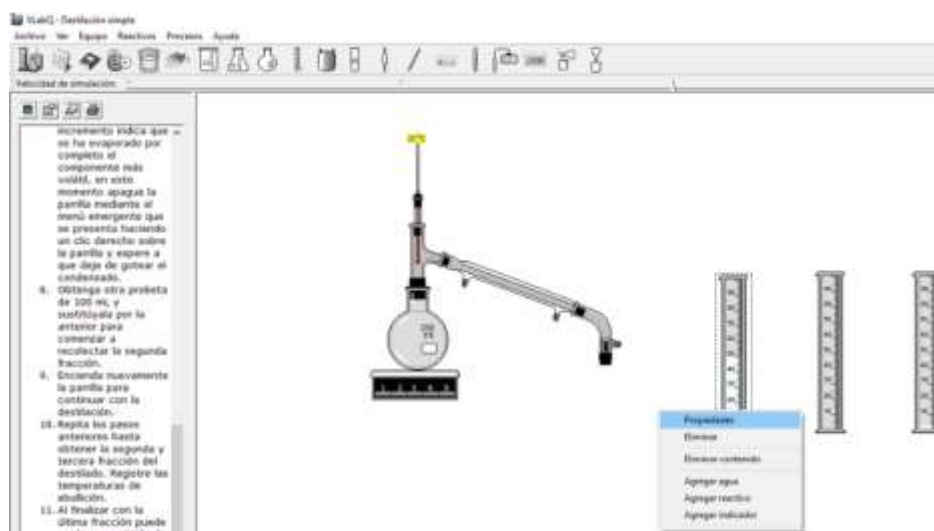 VLabQ - Destilación simple
Archivo Ver Equipo Reactivos Procesos Ayuda
Velocidad de simulación:
incremento indica que
se ha evaporado por
completo el
componente más
volátil, en este
momento apague la
parrilla mediante el
menú emergente que
se presenta haciendo
un clic derecho sobre
la parrilla y espere a
que deje de gotear el
condensado.
8. Obtenga otra probeta
de 100 mL y
sustitúyala por la
anterior para
comenzar a
recolectar la segunda
fracción.
9. Encienda nuevamente
la parrilla para
continuar con la
destilación.
10. Repita los pasos
anteriores hasta
obtener la segunda y
tercera fracción del
destilado. Registre las
temperaturas de
ebullición.
11. Al finalizar con la
última fracción puede
Propiedades
Eliminar
Eliminar contenido
Agregar agua
Agregar reactivo
Agregar indicador